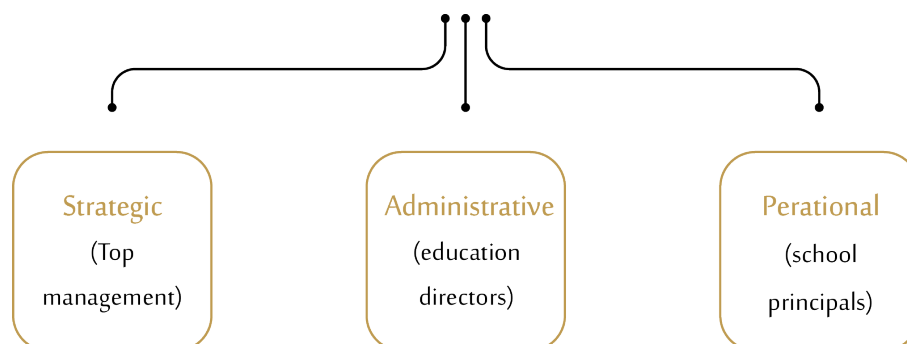 Strategic
(Top
management)
Administrative
(education
directors)
Perational
(school
principals)